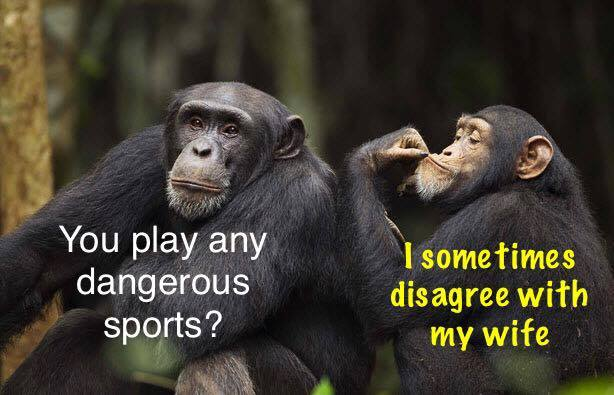 You play any
dangerous
sports?
I sometimes
disagree with
my wife